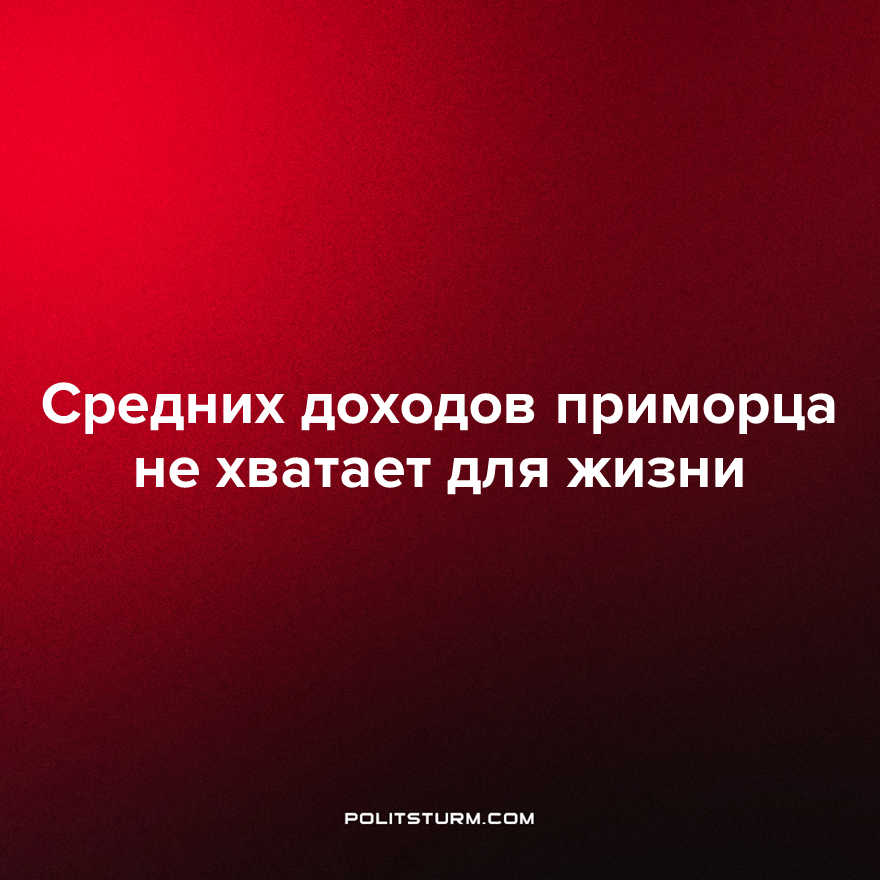 Средних доходов приморца
не хватает для жизни
POLITSTURM.COM